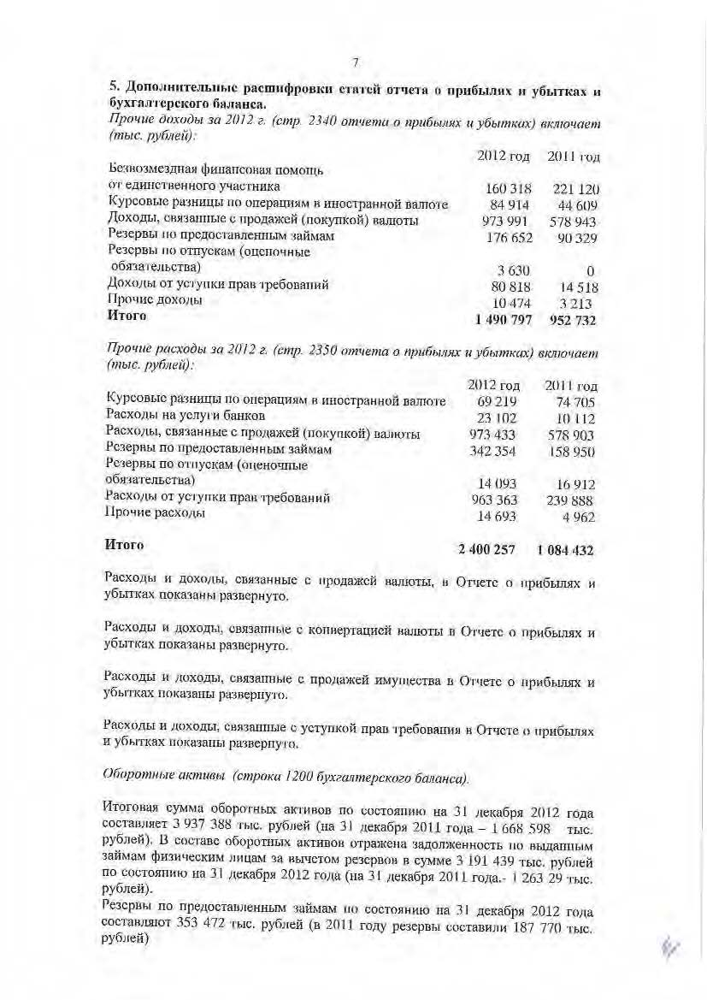 7
5. Дополнительные расшифровки статей отчета о прибылях и убытках и
бухгалтерского баланса.
Прочие доходы за 2012 г. (стр. 2340 отчета о прибылях и убытках) включает
(тыс. рублей):
2012 год 2011 год
Безвозмездная финансовая помощь
от единственного участника 160 318 221 120
Курсовые разницы по операциям в иностранной валюте 84 914 44 609
Доходы, связанные с продажей (покупкой) валюты 973 991 578 943
Резервы по предоставленным займам 176 652 90 329
Резервы по отпускам (оценочные
обязательства) 3 630 0
Доходы от уступки прав требований 80 818 14 518
Прочие доходы 10 474 3 213
Итого 1 490 797 952 732
Прочие расходы за 2012 г. (стр. 2350 отчета о прибылях и убытках) включает
(тыс. рублей):
2012 год 2011 год
Курсовые разницы по операциям в иностранной валюте 69 219 74 705
Расходы на услуги банков 23 102 10 112
Расходы, связанные с продажей (покупкой) валюты 973 433 578 903
Резервы по предоставленным займам 342 354 158 950
Резервы по отпускам (оценочные
обязательства) 14 093 16 912
Расходы от уступки прав требований 963 363 239 888
Прочие расходы 14 693 4 962
Итого 2 400 257 1 084 432
Расходы и доходы, связанные с продажей валюты, в Отчете о прибылях и
убытках показаны развернуто.
Расходы и доходы, связанные с конвертацией валюты в Отчете о прибылях и
убытках показаны развернуто.
Расходы и доходы, связанные с продажей имущества в Отчете о прибылях и
убытках показаны развернуто.
Расходы и доходы, связанные с уступкой прав требования в Отчете о прибылях
и убытках показаны развернуто.
Оборотные активы (строка 1200 бухгалтерского баланса).
Итоговая сумма оборотных активов по состоянию на 31 декабря 2012 года
составляет 3 937 388 тыс. рублей (на 31 декабря 2011 года – 1 668 598 тыс.
рублей). В составе оборотных активов отражена задолженность по выданным
займам физическим лицам за вычетом резервов в сумме 3 191 439 тыс. рублей
по состоянию на 31 декабря 2012 года (на 31 декабря 2011 года.- 1 263 29 тыс.
рублей).
Резервы по предоставленным займам по состоянию на 31 декабря 2012 года
составляют 353 472 тыс. рублей (в 2011 году резервы составили 187 770 тыс.
рублей)